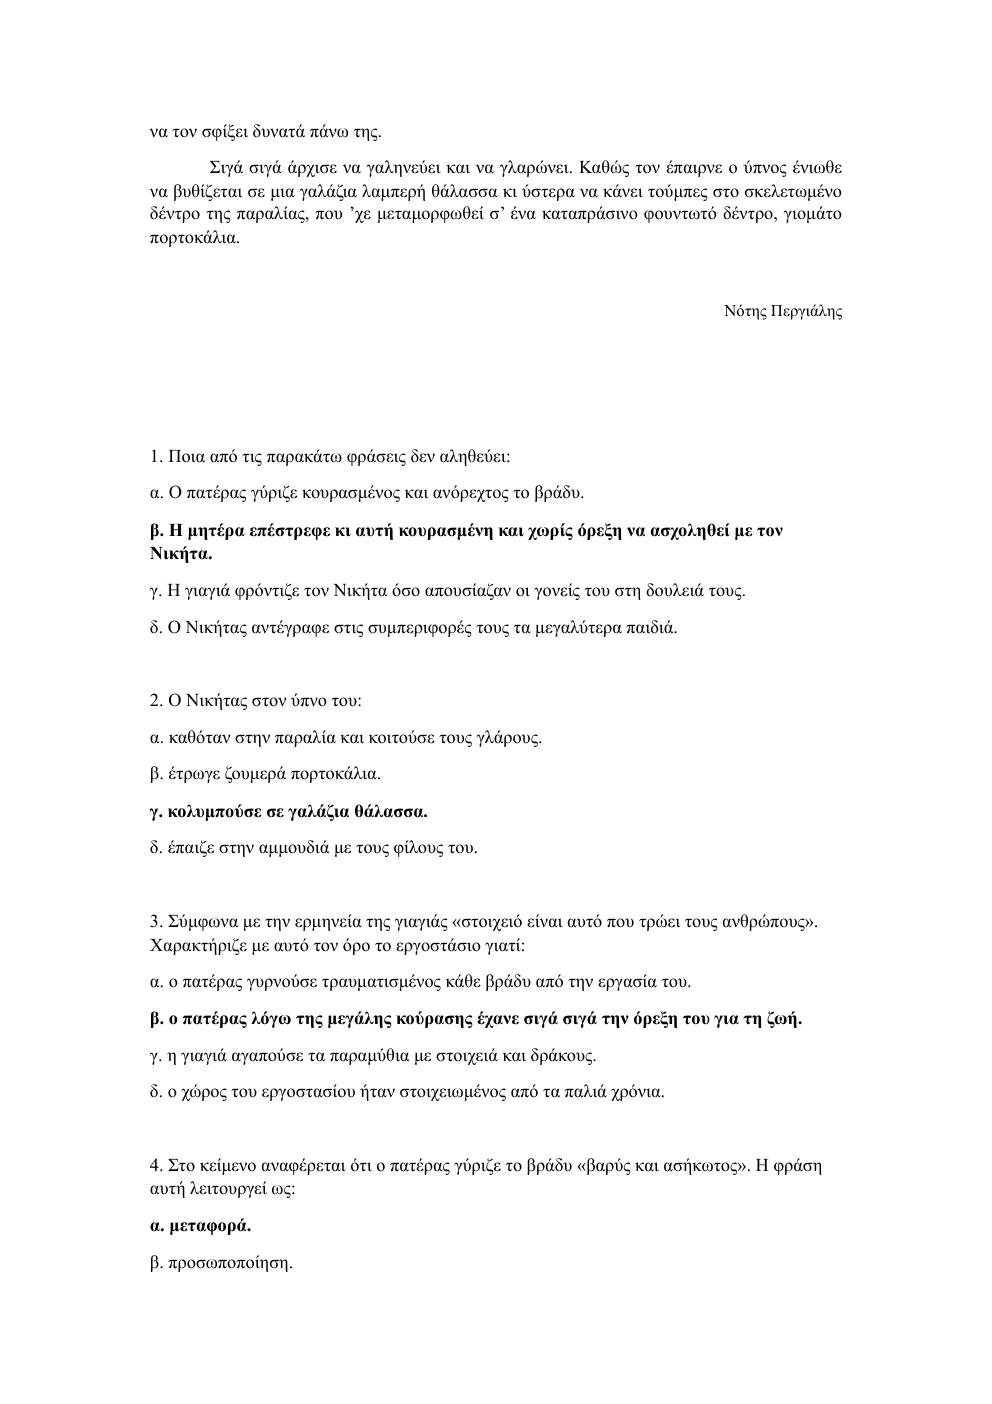 να τον σφίξει δυνατά πάνω της.
Σιγά σιγά άρχισε να γαληνεύει και να γλαρώνει. Καθώς τον έπαιρνε ο ύπνος ένιωθε
να βυθίζεται σε μια γαλάζια λαμπερή θάλασσα κι ύστερα να κάνει τούμπες στο σκελετωμένο
δέντρο της παραλίας, που ’χε μεταμορφωθεί σ’ ένα καταπράσινο φουντωτό δέντρο, γιομάτο
πορτοκάλια.
Νότης Περγιάλης
1. Ποια από τις παρακάτω φράσεις δεν αληθεύει:
α. Ο πατέρας γύριζε κουρασμένος και ανόρεχτος το βράδυ.
β. Η μητέρα επέστρεφε κι αυτή κουρασμένη και χωρίς όρεξη να ασχοληθεί με τον
Νικήτα.
γ. Η γιαγιά φρόντιζε τον Νικήτα όσο απουσίαζαν οι γονείς του στη δουλειά τους.
δ. Ο Νικήτας αντέγραφε στις συμπεριφορές τους τα μεγαλύτερα παιδιά.
2. Ο Νικήτας στον ύπνο του:
α. καθόταν στην παραλία και κοιτούσε τους γλάρους.
β. έτρωγε ζουμερά πορτοκάλια.
γ. κολυμπούσε σε γαλάζια θάλασσα.
δ. έπαιζε στην αμμουδιά με τους φίλους του.
3. Σύμφωνα με την ερμηνεία της γιαγιάς «στοιχειό είναι αυτό που τρώει τους ανθρώπους».
Χαρακτήριζε με αυτό τον όρο το εργοστάσιο γιατί:
α. ο πατέρας γυρνούσε τραυματισμένος κάθε βράδυ από την εργασία του.
β. ο πατέρας λόγω της μεγάλης κούρασης έχανε σιγά σιγά την όρεξη του για τη ζωή.
γ. η γιαγιά αγαπούσε τα παραμύθια με στοιχειά και δράκους.
δ. ο χώρος του εργοστασίου ήταν στοιχειωμένος από τα παλιά χρόνια.
4. Στο κείμενο αναφέρεται ότι ο πατέρας γύριζε το βράδυ «βαρύς και ασήκωτος». Η φράση
αυτή λειτουργεί ως:
α. μεταφορά.
β. προσωποποίηση.